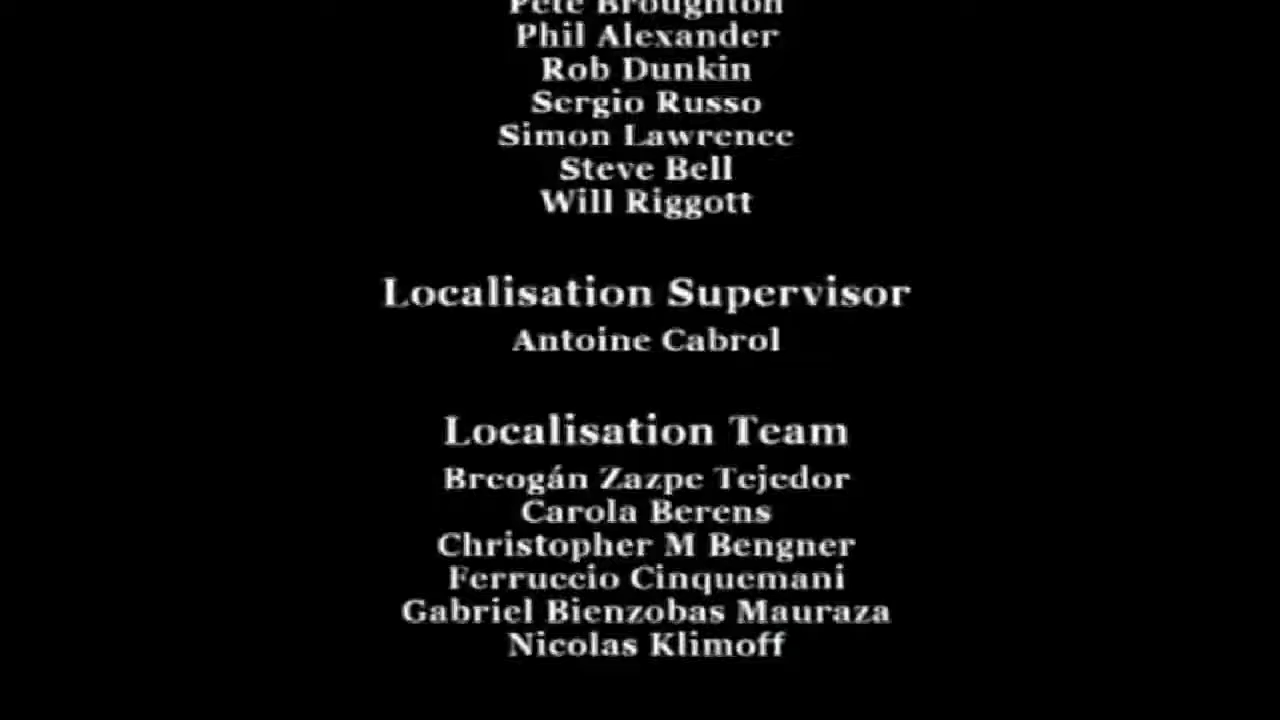 Pete Broughton
Phil Alexander
Rob Dunkin
Sergio Russo
Simon Lawrence
Steve Bell
Will Riggott
Localisation Supervisor
Antoine Cabrol
Localisation Team
Breogán Zazpe Tejedor
Carola Berens
Christopher M Bengner
Ferruccio Cinquemani
Gabriel Bienzobas Mauraza
Nicolas Klimoff